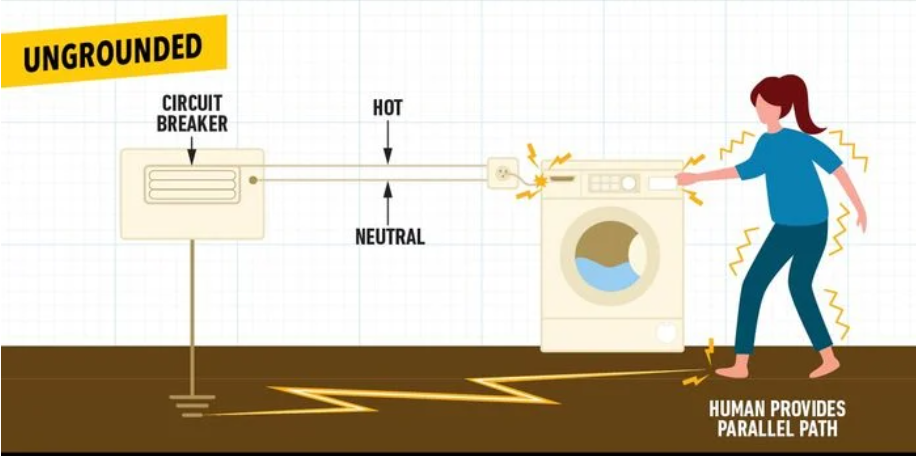 UNGROUNDED
CIRCUIT
BREAKER
HOT
NEUTRAL
HUMAN PROVIDES
PARALLEL PATH